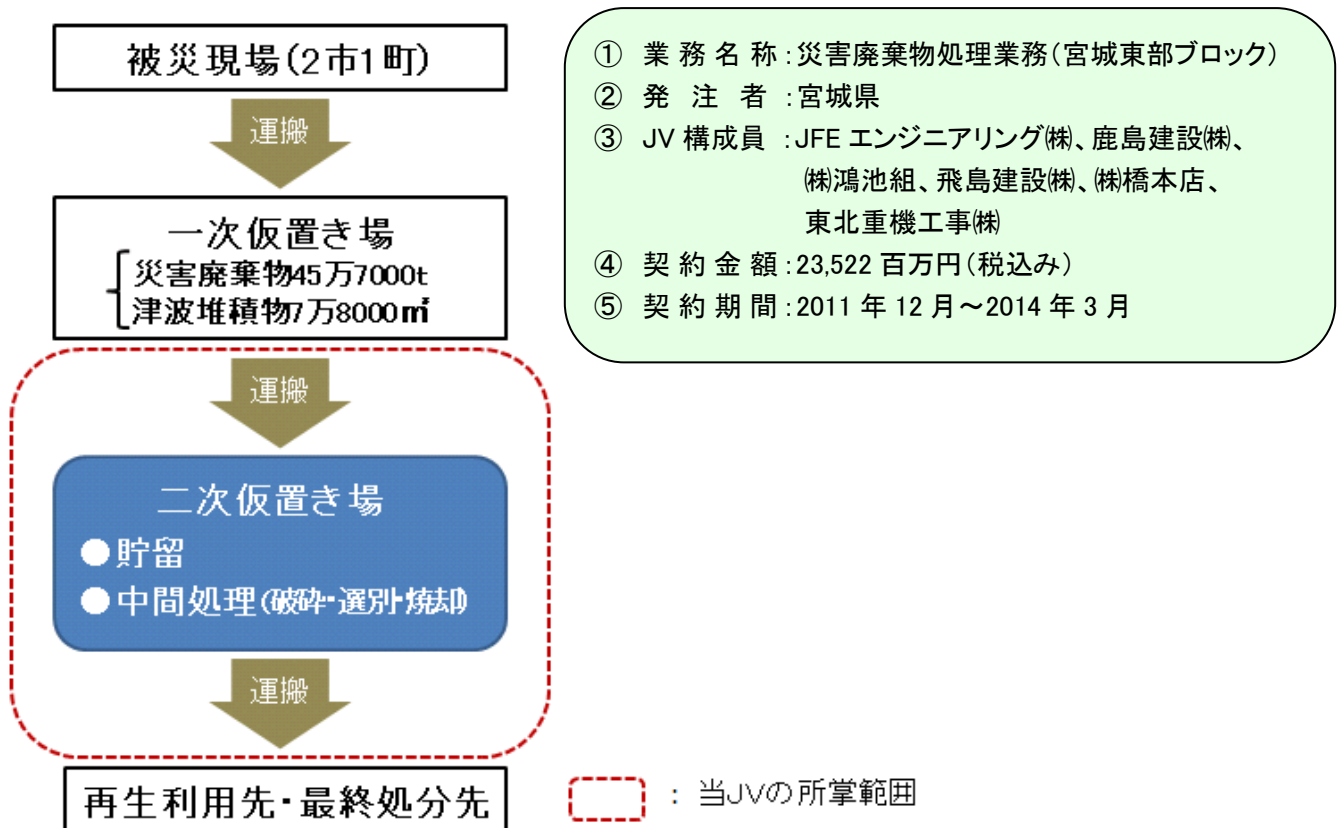 被災現場(2市1町)
運搬
一次仮置き場
災害廃棄物45万7000t
津波堆積物7万8000㎥
運搬
二次仮置き場
●貯留
●中間処理(破砕・選別・焼却)
運搬
再生利用先・最終処分先
① 業務名称:災害廃棄物処理業務(宮城東部ブロック)
② 発注者:宮城県
③ JV構成員:JFEエンジニアリング㈱、鹿島建設㈱、
㈱鴻池組、飛島建設㈱、㈱橋本店、
東北重機工事㈱
④ 契約金額:23,522百万円(税込み)
⑤ 契約期間:2011年12月～2014年3月
: 当JVの所掌範囲